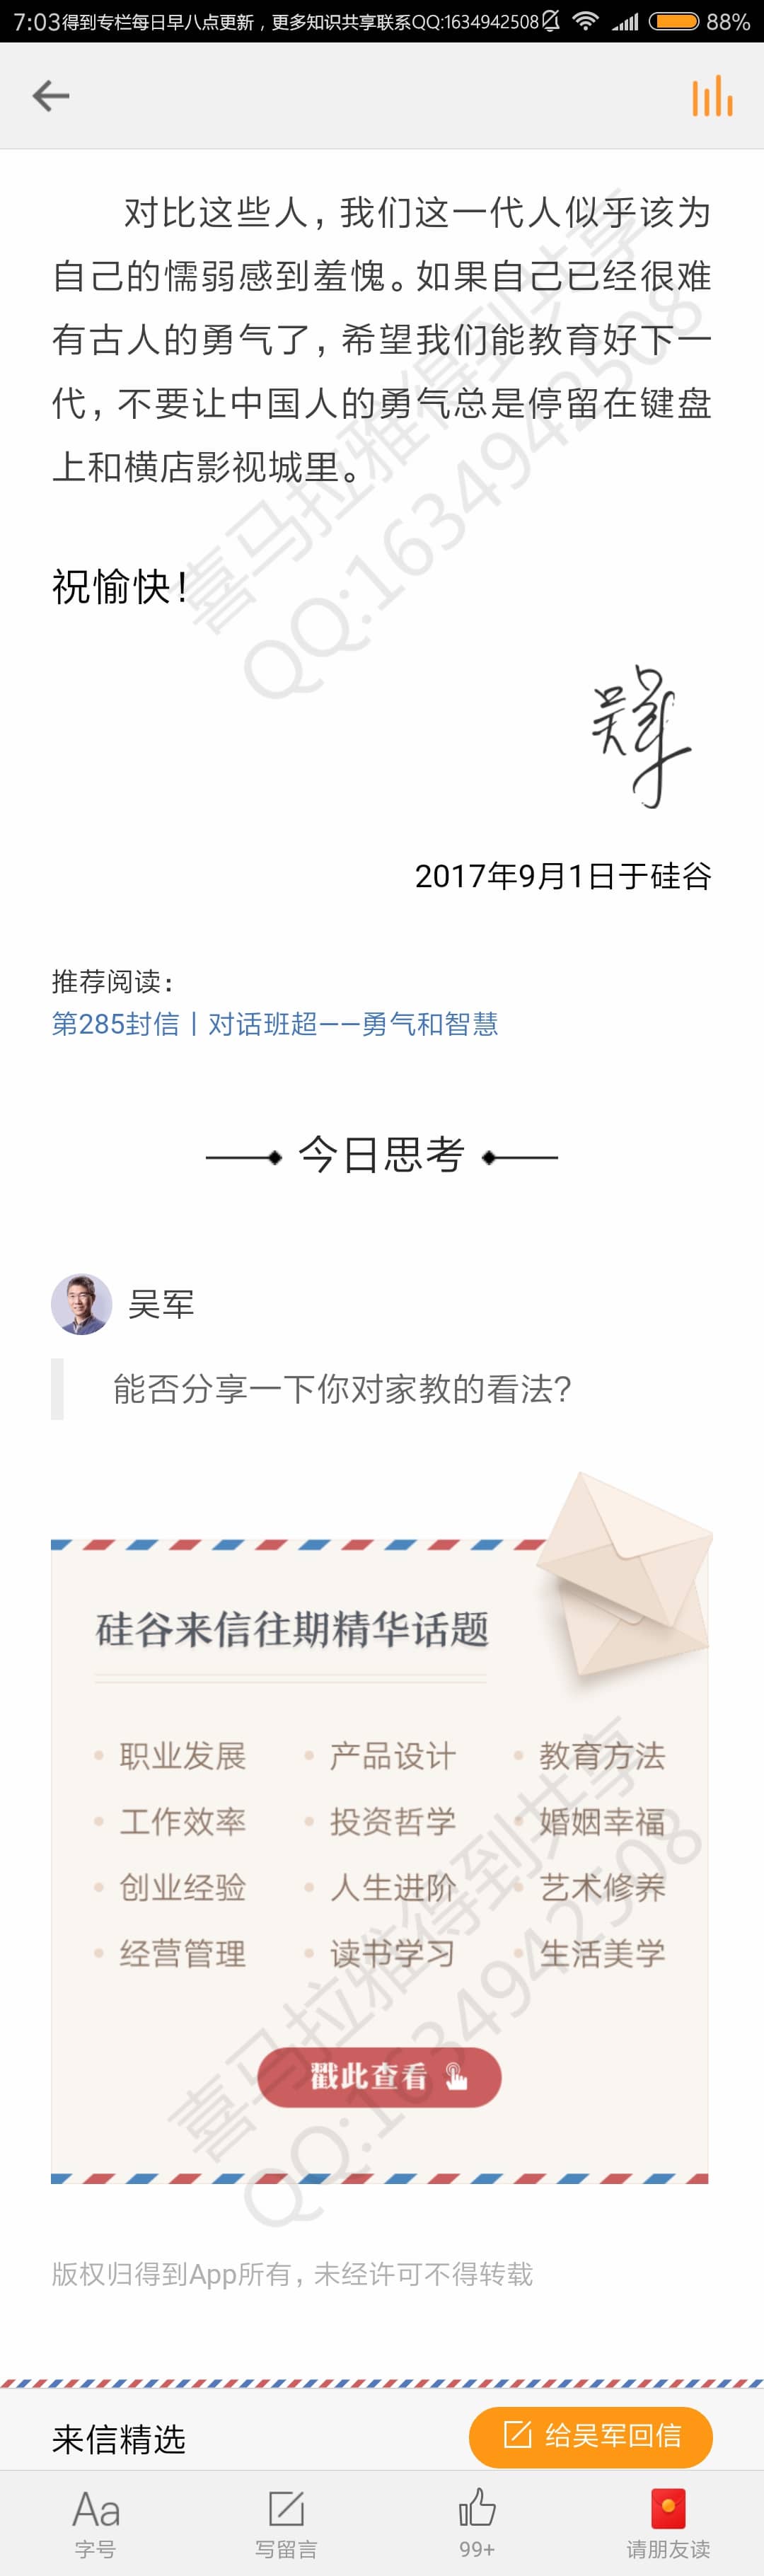 7:03得到专栏每日早八点更新，更多知识共享联系QQ:1634942508 88%
对比这些人，我们这一代人似乎该为
自己的懦弱感到羞愧。如果自己已经很难
有古人的勇气了，希望我们能教育好下一
代，不要让中国人的勇气总是停留在键盘
上和横店影视城里。
喜马拉雅得到共享
QQ:1634942508
祝愉快！
吴军
2017年9月1日于硅谷
推荐阅读：
第285封信丨对话班超——勇气和智慧
今日思考
吴军
能否分享一下你对家教的看法？
硅谷来信往期精华话题
职业发展 产品设计 教育方法
工作效率 投资哲学 婚姻幸福
创业经验 人生进阶 艺术修养
经营管理 读书学习 生活美学
喜马拉雅得到共享
QQ:1634942508
戳此查看
版权归得到App所有，未经许可不得转载
来信精选 给吴军回信
Aa
字号 写留言 99+ 请朋友读